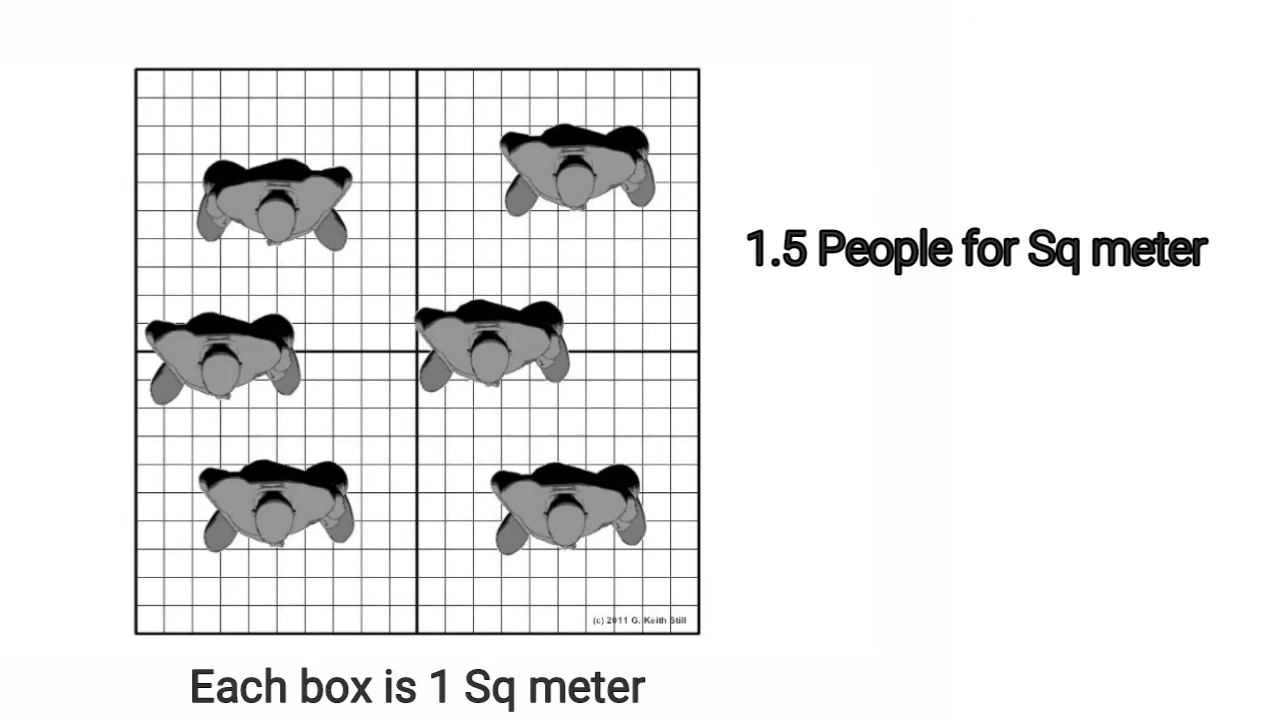 1.5 People for Sq meter
(c) 2011 G. Keith Still
Each box is 1 Sq meter